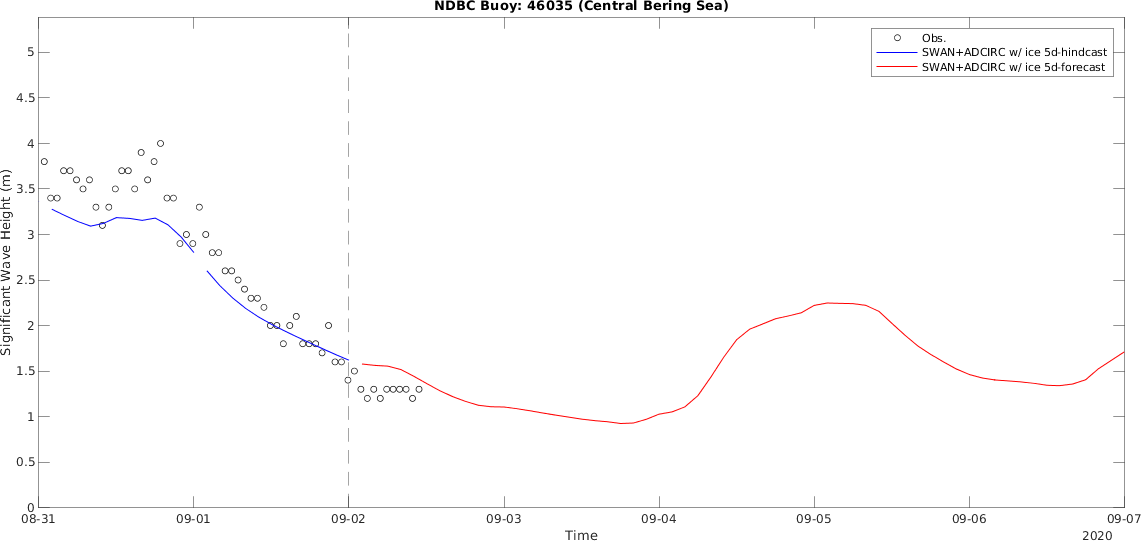 NDBC Buoy: 46035 (Central Bering Sea)
Obs.
SWAN+ADCIRC w/ ice 5d-hindcast
SWAN+ADCIRC w/ ice 5d-forecast
Significant Wave Height (m)
5
4.5
4
3.5
3
2.5
2
1.5
1
0.5
0
08-31 09-01 09-02 09-03 09-04 09-05 09-06 09-07
Time
2020